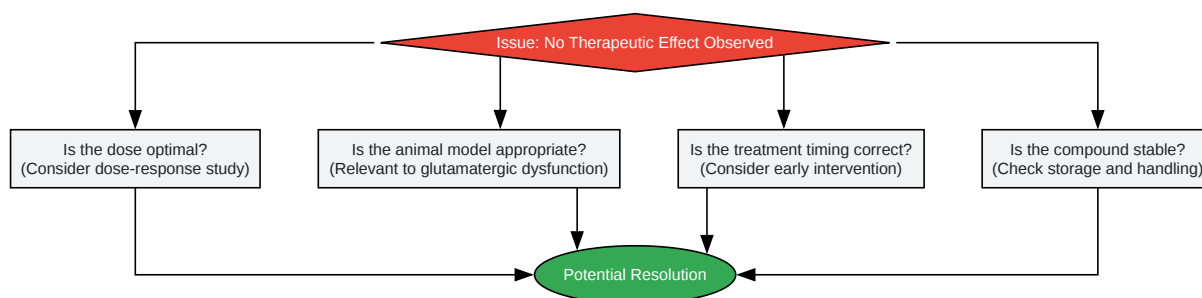 Issue: No Therapeutic Effect Observed
Is the dose optimal?
(Consider dose-response study)
Is the animal model appropriate?
(Relevant to glutamatergic dysfunction)
Is the treatment timing correct?
(Consider early intervention)
Is the compound stable?
(Check storage and handling)
Potential Resolution